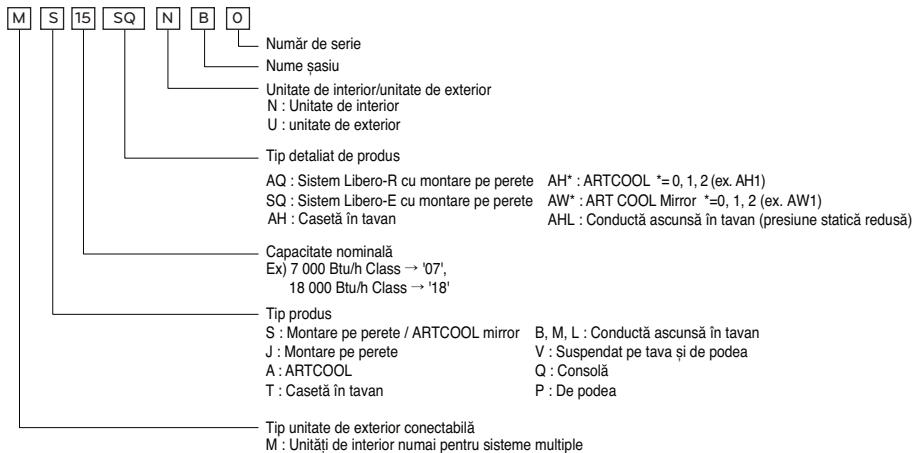 M S 15 SQ N B 0
Număr de serie
Nume șasiu
Unitate de interior/unitate de exterior
N : Unitate de interior
U : unitate de exterior
Tip detaliat de produs
AQ : Sistem Libero-R cu montare pe perete AH* : ARTCOOL *= 0, 1, 2 (ex. AH1)
SQ : Sistem Libero-E cu montare pe perete AW* : ART COOL Mirror *=0, 1, 2 (ex. AW1)
AH : Casetă în tavan AHL : Conductă ascunsă în tavan (presiune statică redusă)
Capacitate nominală
Ex) 7 000 Btu/h Class → '07',
18 000 Btu/h Class → '18'
Tip produs
S : Montare pe perete / ARTCOOL mirror B, M, L : Conductă ascunsă în tavan
J : Montare pe perete V : Suspendat pe tava și de podea
A : ARTCOOL Q : Consolă
T : Casetă în tavan P : De podea
Tip unitate de exterior conectabilă
M : Unități de interior numai pentru sisteme multiple